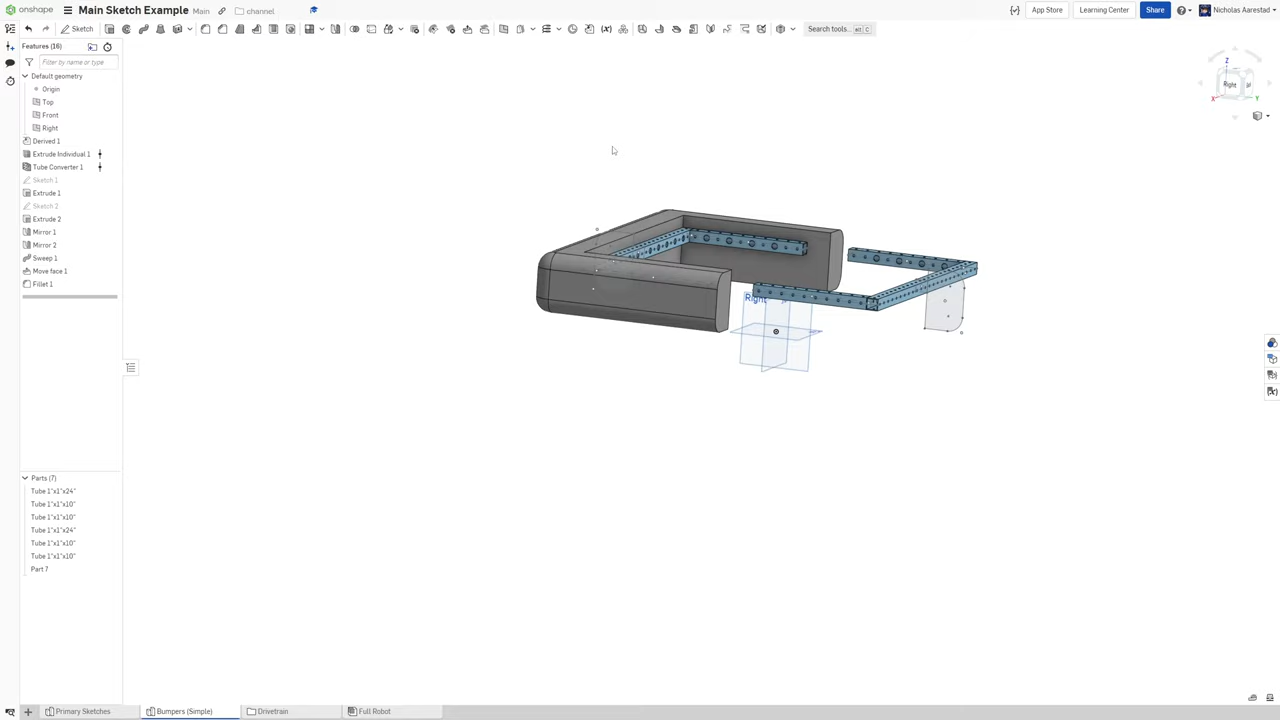 onshape Main Sketch Example Main channel App Store Learning Center Share Nicholas Aarestad
Sketch Search tools... alt C
Features (16)
Filter by name or type
Default geometry
Origin
Top
Front
Right
Derived 1
Extrude Individual 1
Tube Converter 1
Sketch 1
Extrude 1
Sketch 2
Extrude 2
Mirror 1
Mirror 2
Sweep 1
Move face 1
Fillet 1
Z
Right
X
Y
Right
Parts (7)
Tube 1"x1"x24"
Tube 1"x1"x10"
Tube 1"x1"x10"
Tube 1"x1"x24"
Tube 1"x1"x10"
Tube 1"x1"x10"
Part 7
Primary Sketches Bumpers (Simple) Drivetrain Full Robot